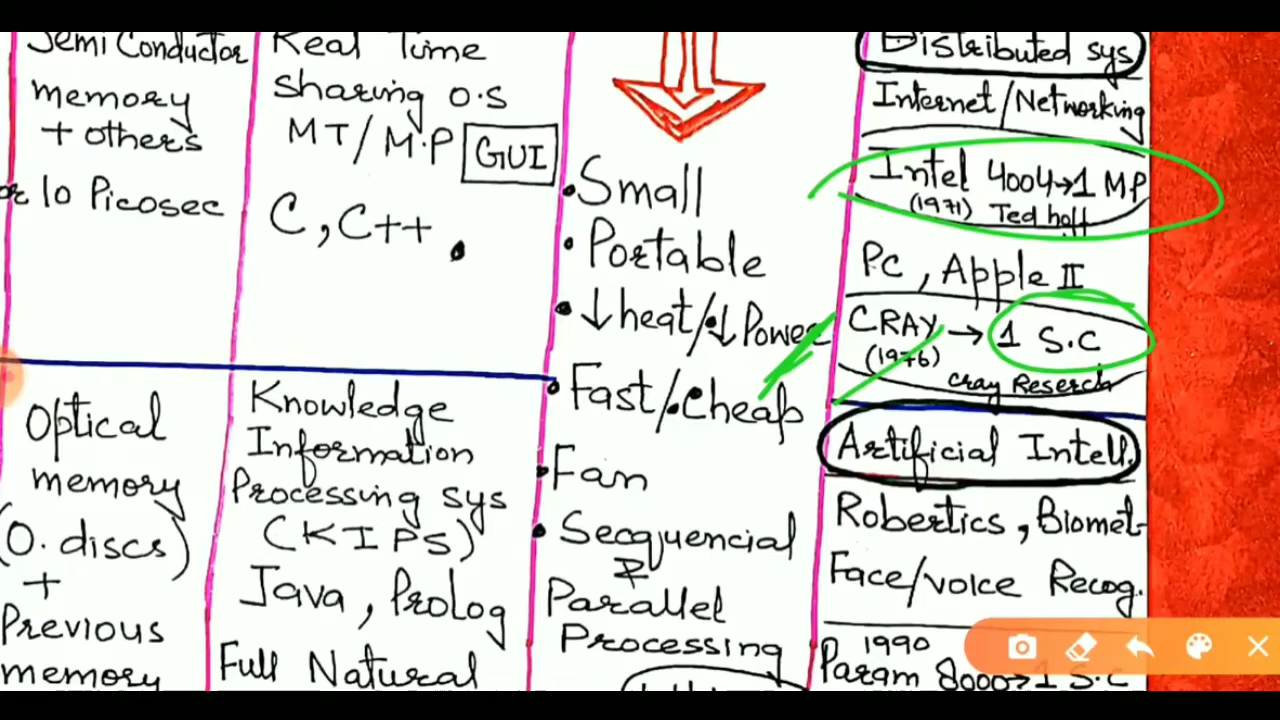 Semi Conductor
memory
+ others
or 10 Picosec
Real Time
Sharing O.S
MT/M.P
GUI
C, C++ .
• Small
• Portable
• ↓heat/.↓Power
• Fast/.cheap
• Fan
• Secquencial
Parallel
Processing
Distributed sys
Internet/Networking
Intel 4004→1 M.P
(1971) Ted hoff
PC, Apple II
CRAY → 1 S.C
(1976)
Cray Reserch
Optical
memory
(O. discs)
+
Previous
memory
Knowledge
Information
Processing sys
(KIPS)
Java, Prolog
Full Natural
Artificial Intell.
Robertics, Biomet-
Face/voice Recog.
1990
Param 8000→1 S.C